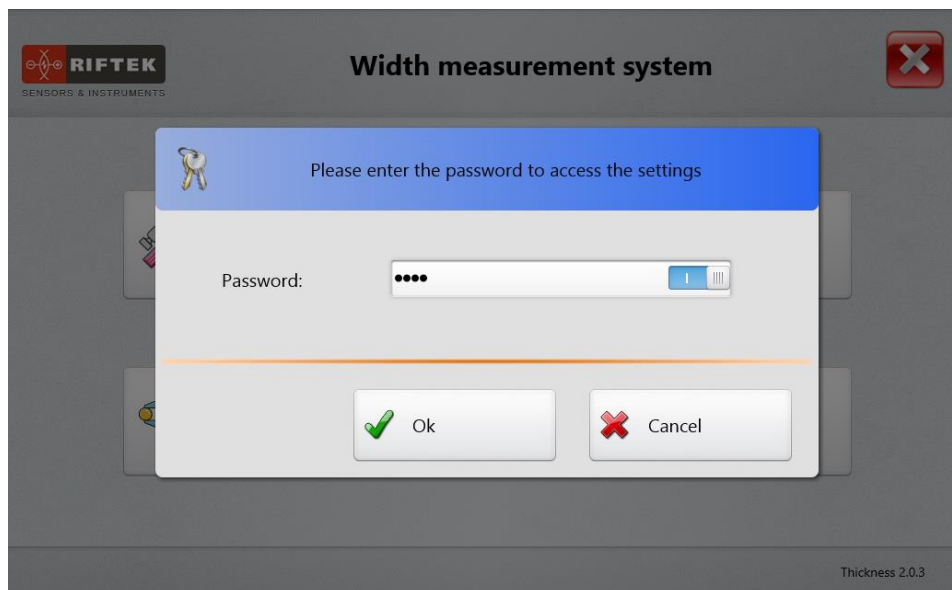 RIFTEK
SENSORS & INSTRUMENTS
Width measurement system
Please enter the password to access the settings
Password:
••••
Ok
Cancel
Thickness 2.0.3